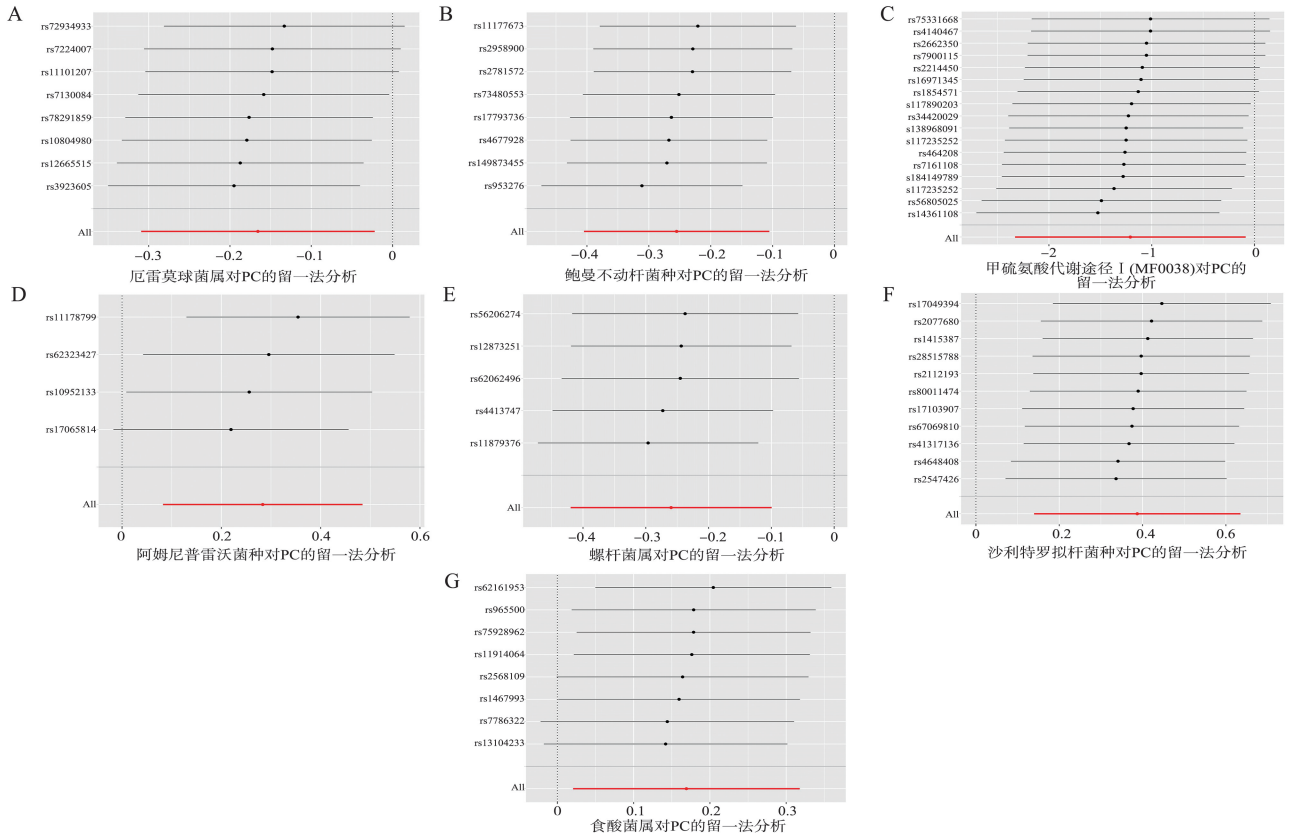 A
rs72934933
rs7224007
rs11101207
rs7130084
rs78291859
rs10804980
rs12665515
rs3923605
All
−0.3 −0.2 −0.1 0
厄雷莫球菌属对PC的留一法分析
B
rs11177673
rs2958900
rs2781572
rs73480553
rs17793736
rs4677928
rs149873455
rs953276
All
−0.4 −0.3 −0.2 −0.1 0
鲍曼不动杆菌种对PC的留一法分析
C
rs75331668
rs4140467
rs2662350
rs7900115
rs2214450
rs16971345
rs1854571
s117890203
rs34420029
s138968091
s117235252
rs464208
rs7161108
s184149789
s117235252
rs56805025
rs14361108
All
−2 −1 0
甲硫氨酸代谢途径Ⅰ(MF0038)对PC的
留一法分析
D
rs11178799
rs62323427
rs10952133
rs17065814
All
0 0.2 0.4 0.6
阿姆尼普雷沃菌种对PC的留一法分析
E
rs56206274
rs12873251
rs62062496
rs4413747
rs11879376
All
−0.4 −0.3 −0.2 −0.1 0
螺杆菌属对PC的留一法分析
F
rs17049394
rs2077680
rs1415387
rs28515788
rs2112193
rs80011474
rs17103907
rs67069810
rs41317136
rs4648408
rs2547426
All
0 0.2 0.4 0.6
沙利特罗拟杆菌种对PC的留一法分析
G
rs62161953
rs965500
rs75928962
rs11914064
rs2568109
rs1467993
rs7786322
rs13104233
All
0 0.1 0.2 0.3
食酸菌属对PC的留一法分析